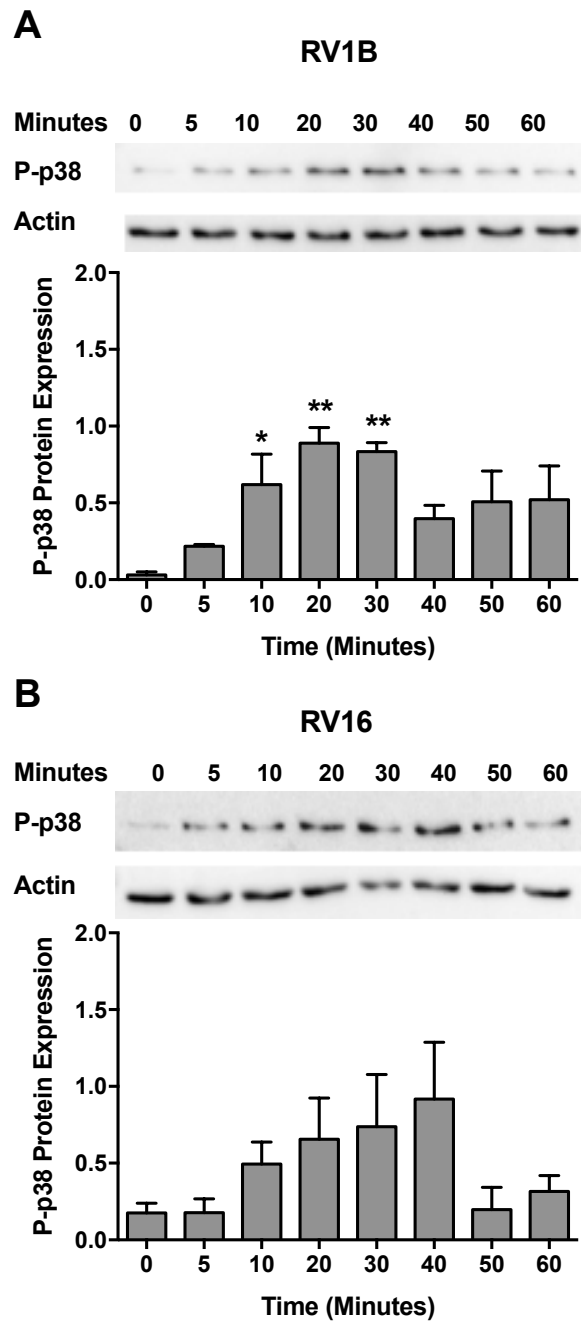 A
RV1B
Minutes 0 5 10 20 30 40 50 60
P-p38
Actin
P-p38 Protein Expression
2.0
1.5
1.0
0.5
0.0
* ** **
0 5 10 20 30 40 50 60
Time (Minutes)
B
RV16
Minutes 0 5 10 20 30 40 50 60
P-p38
Actin
P-p38 Protein Expression
2.0
1.5
1.0
0.5
0.0
0 5 10 20 30 40 50 60
Time (Minutes)